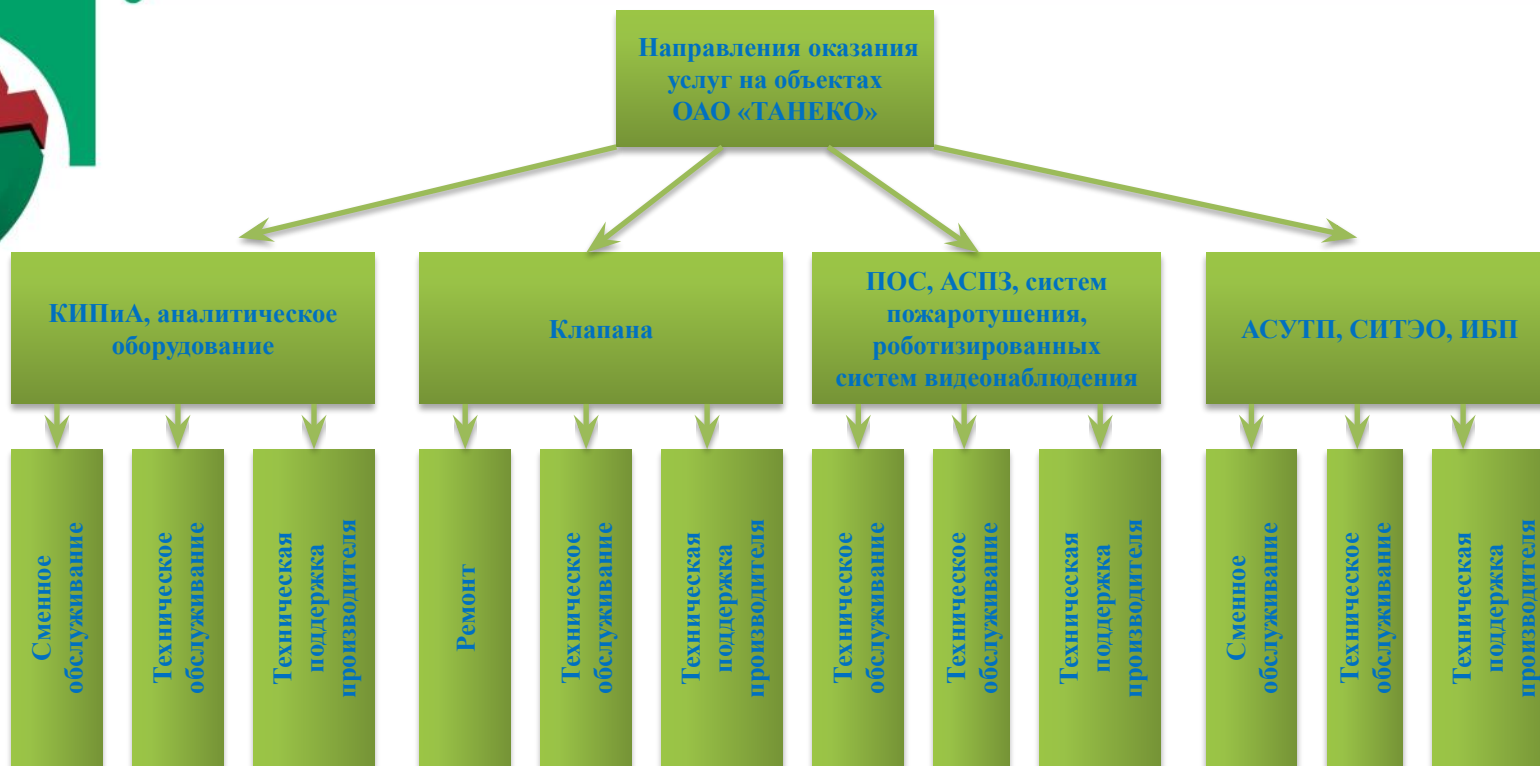 Направления оказания
услуг на объектах
ОАО «ТАНЕКО»
КИПиА, аналитическое
оборудование
Клапана
ПОС, АСПЗ, систем
пожаротушения,
роботизированных
систем видеонаблюдения
АСУТП, СИТЭО, ИБП
Сменное
обслуживание
Техническое
обслуживание
Техническая
поддержка
производителя
Ремонт
Техническое
обслуживание
Техническая
поддержка
производителя
Техническое
обслуживание
Техническое
обслуживание
Техническая
поддержка
производителя
Сменное
обслуживание
Техническое
обслуживание
Техническая
поддержка
производителя